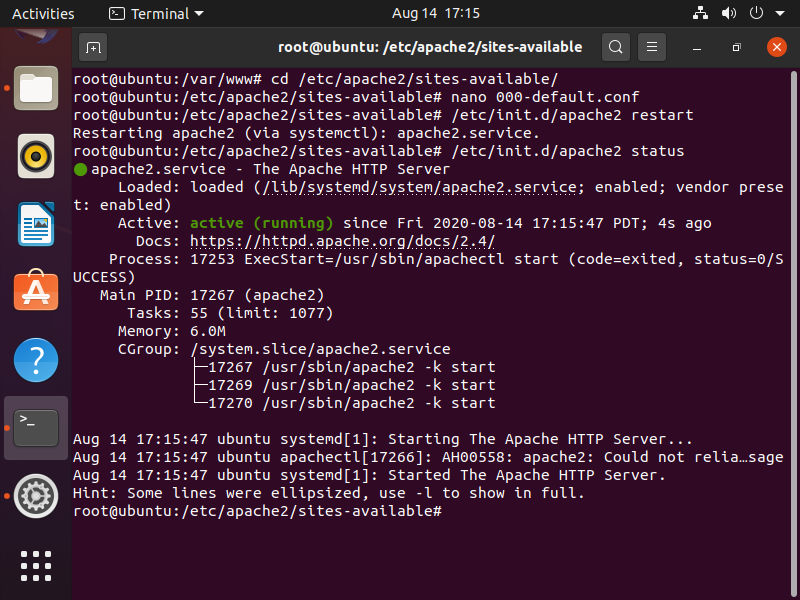 Activities Terminal Aug 14 17:15
root@ubuntu: /etc/apache2/sites-available
root@ubuntu:/var/www# cd /etc/apache2/sites-available/
root@ubuntu:/etc/apache2/sites-available# nano 000-default.conf
root@ubuntu:/etc/apache2/sites-available# /etc/init.d/apache2 restart
Restarting apache2 (via systemctl): apache2.service.
root@ubuntu:/etc/apache2/sites-available# /etc/init.d/apache2 status
● apache2.service - The Apache HTTP Server
Loaded: loaded (/lib/systemd/system/apache2.service; enabled; vendor prese
t: enabled)
Active: active (running) since Fri 2020-08-14 17:15:47 PDT; 4s ago
Docs: https://httpd.apache.org/docs/2.4/
Process: 17253 ExecStart=/usr/sbin/apachectl start (code=exited, status=0/S
UCCESS)
Main PID: 17267 (apache2)
Tasks: 55 (limit: 1077)
Memory: 6.0M
CGroup: /system.slice/apache2.service
├─17267 /usr/sbin/apache2 -k start
├─17269 /usr/sbin/apache2 -k start
└─17270 /usr/sbin/apache2 -k start
Aug 14 17:15:47 ubuntu systemd[1]: Starting The Apache HTTP Server...
Aug 14 17:15:47 ubuntu apachectl[17266]: AH00558: apache2: Could not relia…sage
Aug 14 17:15:47 ubuntu systemd[1]: Started The Apache HTTP Server.
Hint: Some lines were ellipsized, use -l to show in full.
root@ubuntu:/etc/apache2/sites-available#